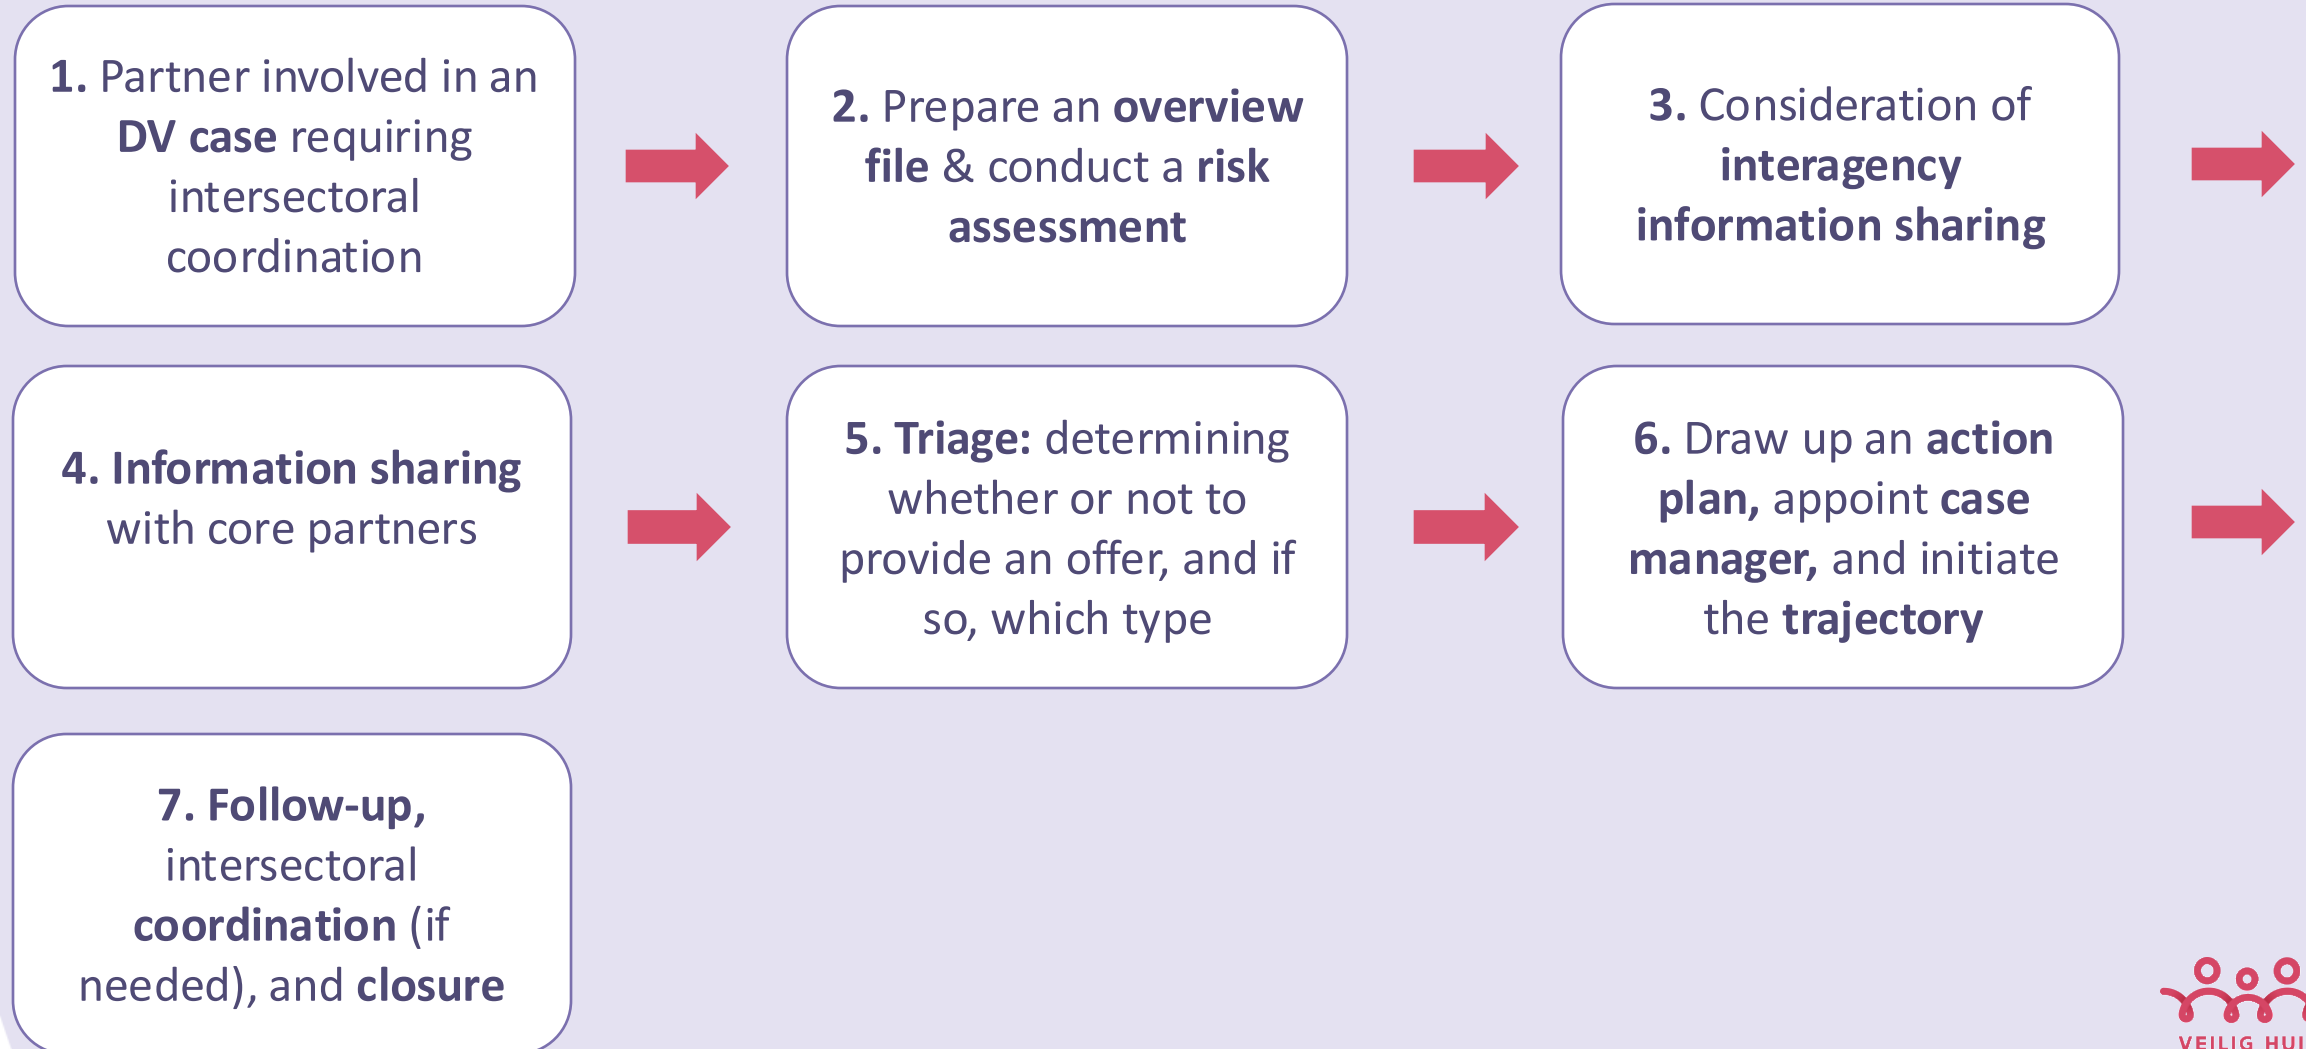 1. Partner involved in an
DV case requiring
intersectoral
coordination
2. Prepare an overview
file & conduct a risk
assessment
3. Consideration of
interagency
information sharing
4. Information sharing
with core partners
5. Triage: determining
whether or not to
provide an offer, and if
so, which type
6. Draw up an action
plan, appoint case
manager, and initiate
the trajectory
7. Follow-up,
intersectoral
coordination (if
needed), and closure
VEILIG HUI